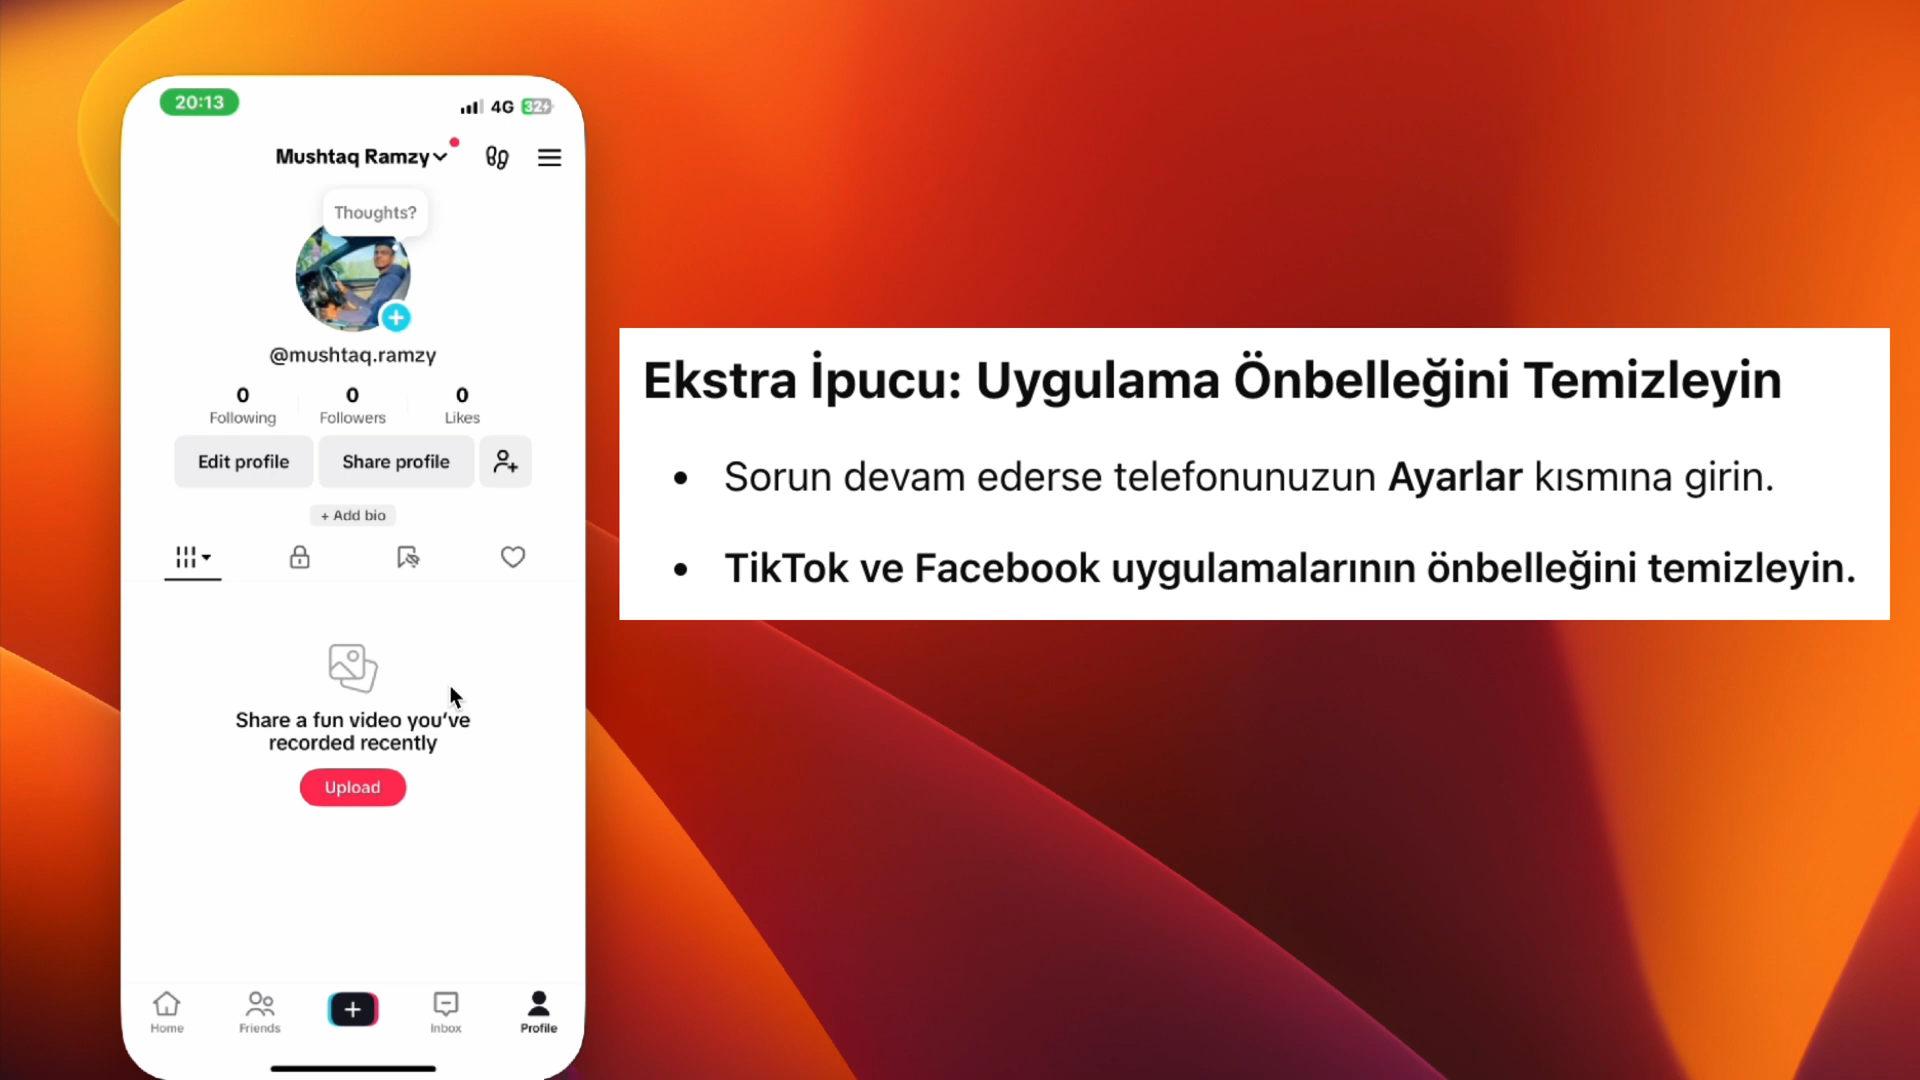 20:13
4G 32
Mushtaq Ramzy
Thoughts?
@mushtaq.ramzy
0 0 0
Following Followers Likes
Edit profile Share profile
+ Add bio
Share a fun video you've
recorded recently
Upload
Home Friends Inbox Profile
Ekstra İpucu: Uygulama Önbelleğini Temizleyin
• Sorun devam ederse telefonunuzun Ayarlar kısmına girin.
• TikTok ve Facebook uygulamalarının önbelleğini temizleyin.